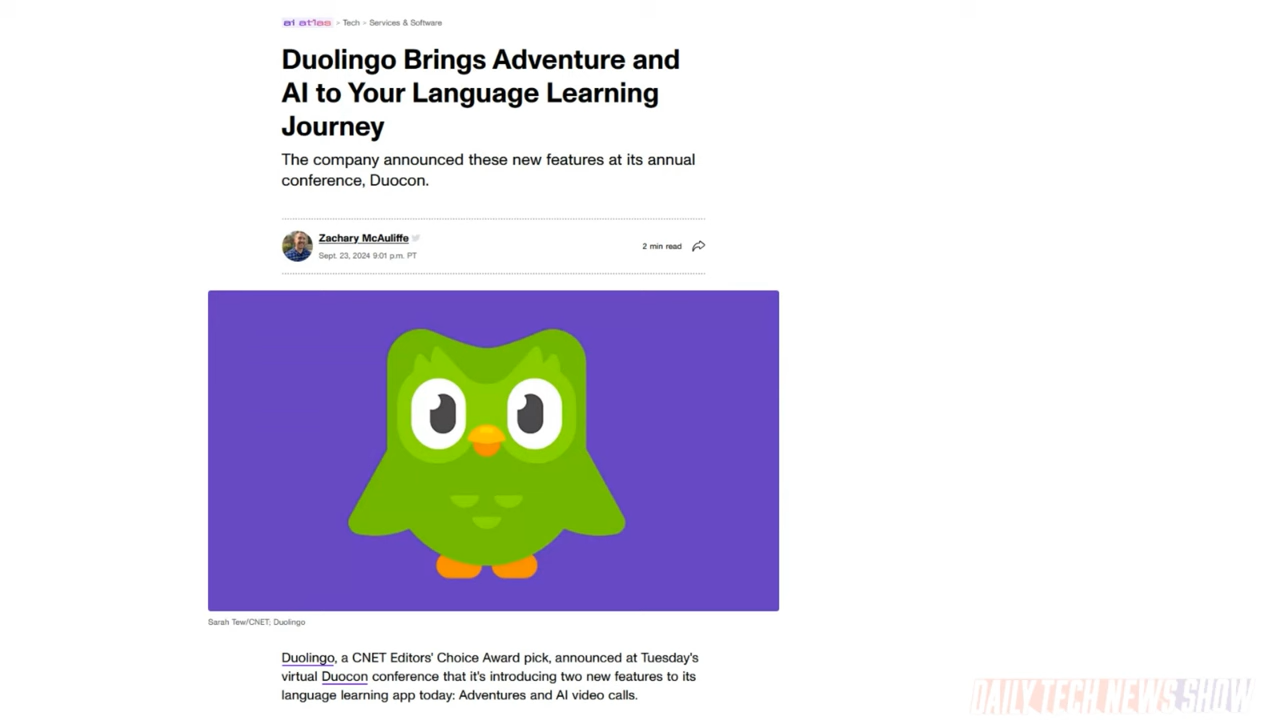 ai atlas > Tech > Services & Software
Duolingo Brings Adventure and
AI to Your Language Learning
Journey
The company announced these new features at its annual
conference, Duocon.
Zachary McAuliffe
Sept. 23, 2024 9:01 p.m. PT
2 min read
Sarah Tew/CNET; Duolingo
Duolingo, a CNET Editors' Choice Award pick, announced at Tuesday's
virtual Duocon conference that it's introducing two new features to its
language learning app today: Adventures and AI video calls.
DAILY TECH NEWS SHOW